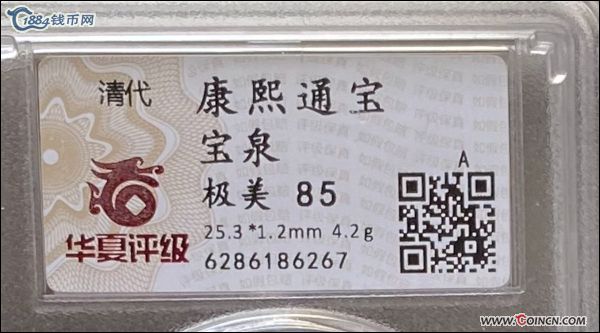 1884钱币网
清代
康熙通宝
宝泉
极美 85
A
25.3*1.2mm 4.2g
华夏评级
6286186267
www.COINCN.com